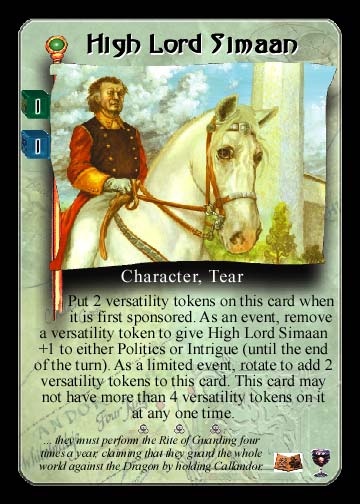 High Lord Simaan
1
1
Character, Tear
Put 2 versatility tokens on this card when
it is first sponsored. As an event, remove
a versatility token to give High Lord Simaan
+1 to either Politics or Intrigue (until the end
of the turn). As a limited event, rotate to add 2
versatility tokens to this card. This card may
not have more than 4 versatility tokens on it
at any one time.
... they must perform the Rite of Guarding four
times a year, claiming that they guard the whole
world against the Dragon by holding Callandor.